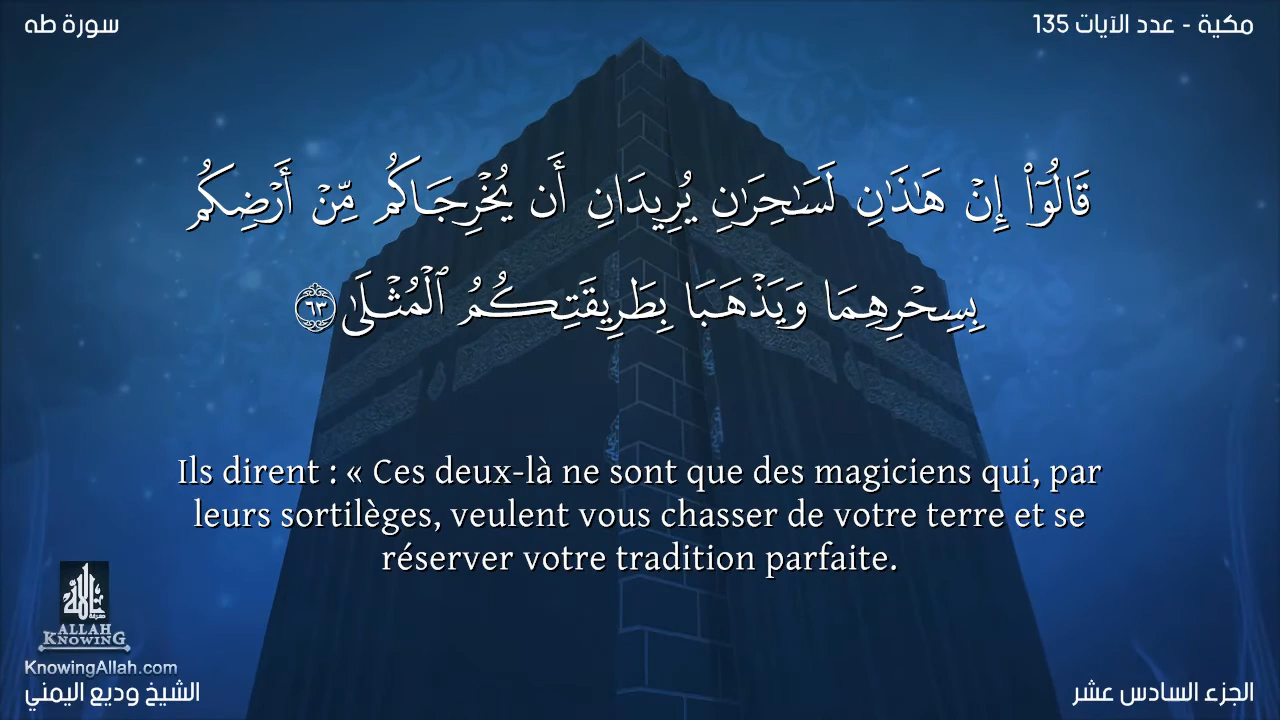 سورة طه
مكية - عدد الآيات 135
قَالُوٓا۟ إِنْ هَـٰذَٰنِ لَسَـٰحِرَٰنِ يُرِيدَانِ أَن يُخْرِجَاكُم مِّنْ أَرْضِكُم
بِسِحْرِهِمَا وَيَذْهَبَا بِطَرِيقَتِكُمُ ٱلْمُثْلَىٰ ٦٣
Ils dirent : « Ces deux-là ne sont que des magiciens qui, par
leurs sortilèges, veulent vous chasser de votre terre et se
réserver votre tradition parfaite.
معرفة الله
ALLAH
KNOWING
KnowingAllah.com
الشيخ وديع اليمني
الجزء السادس عشر